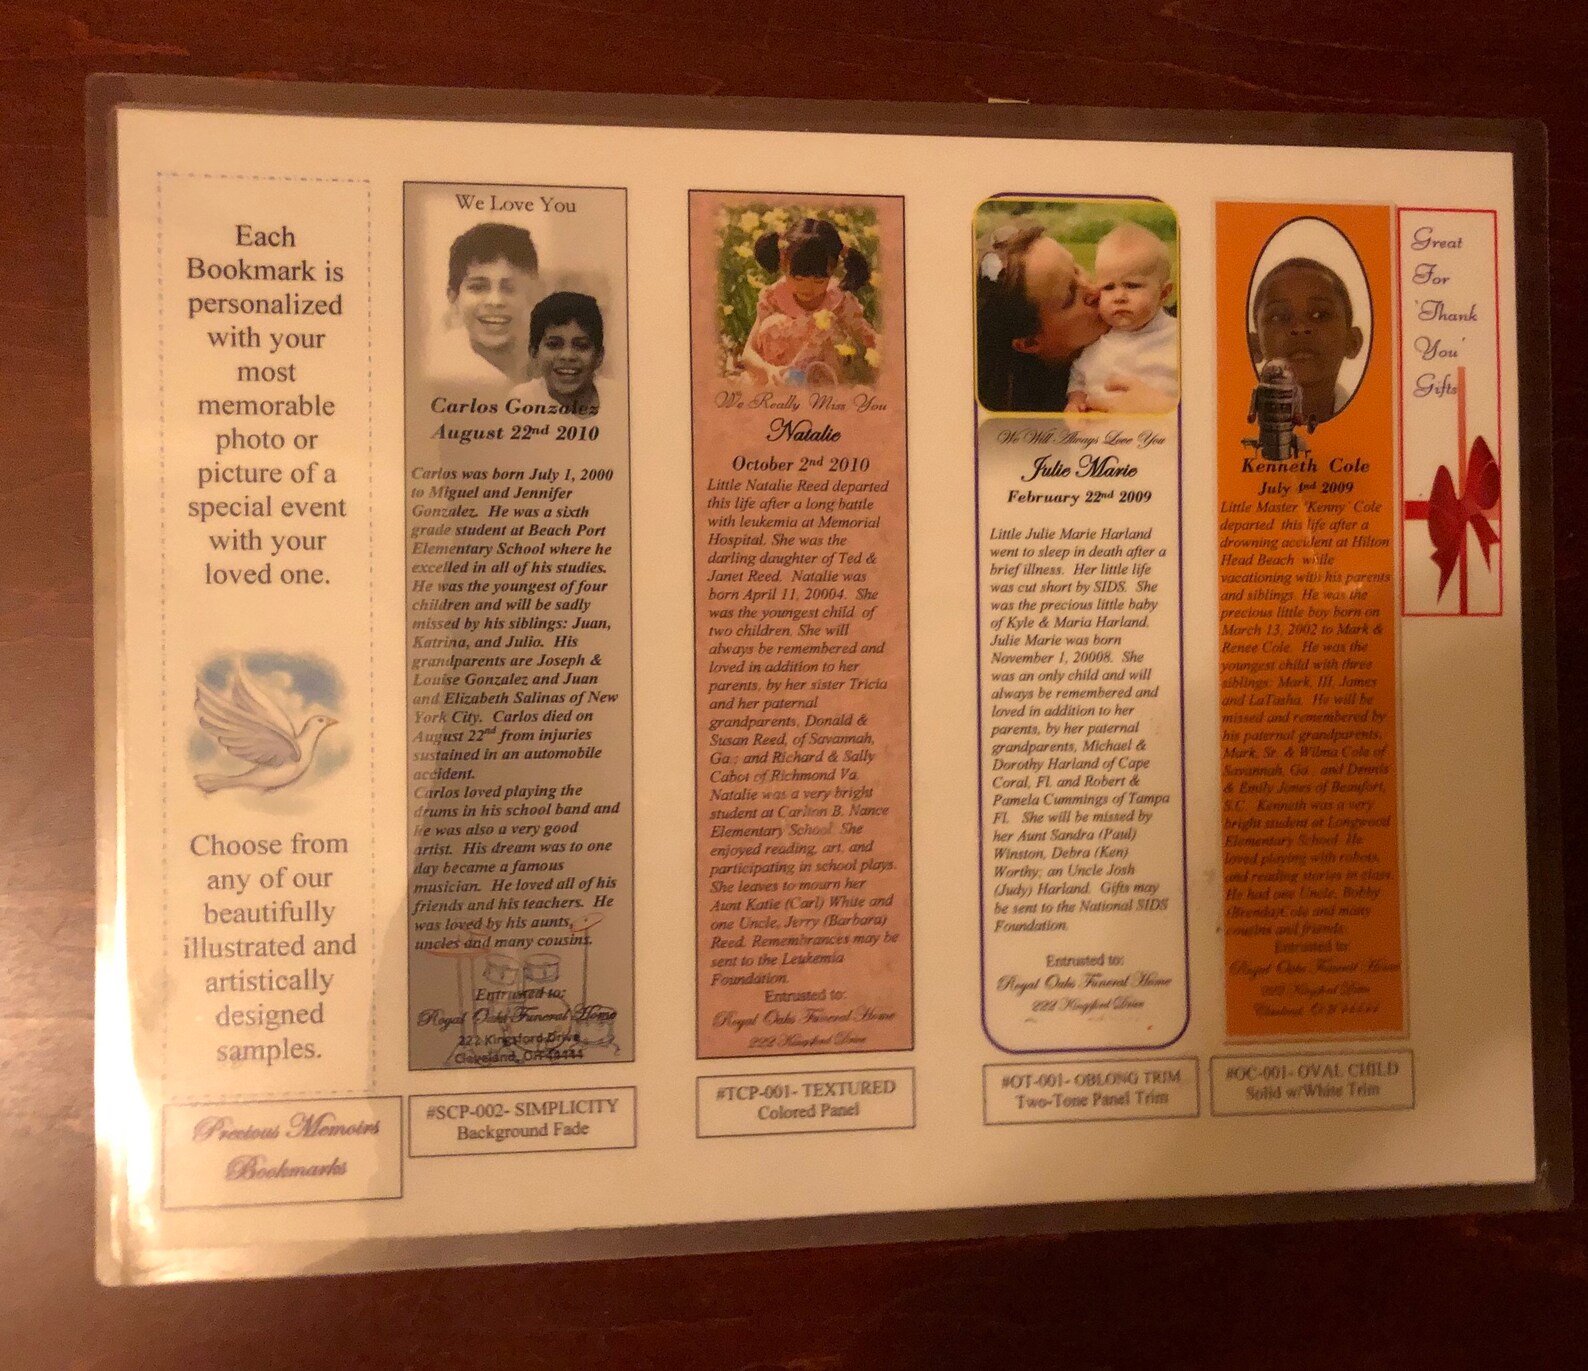 Each
Bookmark is
personalized
with your
most
memorable
photo or
picture of a
special event
with your
loved one.
Choose from
any of our
beautifully
illustrated and
artistically
designed
samples.
Precious Memoirs
Bookmarks
We Love You
Carlos Gonzalez
August 22nd 2010
Carlos was born July 1, 2000
to Miguel and Jennifer
Gonzalez. He was a sixth
grade student at Beach Port
Elementary School where he
excelled in all of his studies.
He was the youngest of four
children and will be sadly
missed by his siblings: Juan,
Katrina, and Julio. His
grandparents are Joseph &
Louise Gonzalez and Juan
and Elizabeth Salinas of New
York City. Carlos died on
August 22nd from injuries
sustained in an automobile
accident.
Carlos loved playing the
drums in his school band and
he was also a very good
artist. His dream was to one
day became a famous
musician. He loved all of his
friends and his teachers. He
was loved by his aunts,
uncles and many cousins.
Entrusted to:
Royal Oaks Funeral Home
222 Kingsford Drive
Cleveland, OH 44444
#SCP-002- SIMPLICITY
Background Fade
We Really Miss You
Natalie
October 2nd 2010
Little Natalie Reed departed
this life after a long battle
with leukemia at Memorial
Hospital. She was the
darling daughter of Ted &
Janet Reed. Natalie was
born April 11, 20004. She
was the youngest child of
two children. She will
always be remembered and
loved in addition to her
parents, by her sister Tricia
and her paternal
grandparents, Donald &
Susan Reed, of Savannah,
Ga.; and Richard & Sally
Cabot of Richmond Va.
Natalie was a very bright
student at Carlton B. Nance
Elementary School. She
enjoyed reading, art, and
participating in school plays.
She leaves to mourn her
Aunt Katie (Carl) White and
one Uncle, Jerry (Barbara)
Reed. Remembrances may be
sent to the Leukemia
Foundation.
Entrusted to:
Royal Oaks Funeral Home
222 Kingsford Drive
#TCP-001- TEXTURED
Colored Panel
We Will Always Love You
Julie Marie
February 22nd 2009
Little Julie Marie Harland
went to sleep in death after a
brief illness. Her little life
was cut short by SIDS. She
was the precious little baby
of Kyle & Maria Harland.
Julie Marie was born
November 1, 20008. She
was an only child and will
always be remembered and
loved in addition to her
parents, by her paternal
grandparents, Michael &
Dorothy Harland of Cape
Coral, Fl. and Robert &
Pamela Cummings of Tampa
Fl. She will be missed by
her Aunt Sandra (Paul)
Winston, Debra (Ken)
Worthy; an Uncle Josh
(Judy) Harland. Gifts may
be sent to the National SIDS
Foundation.
Entrusted to:
Royal Oaks Funeral Home
222 Kingsford Drive
#OT-001- OBLONG TRIM
Two-Tone Panel Trim
Kenneth Cole
July 4nd 2009
Little Master 'Kenny' Cole
departed this life after a
drowning accident at Hilton
Head Beach while
vacationing with his parents
and siblings. He was the
precious little boy born on
March 13, 2002 to Mark &
Renee Cole. He was the
youngest child with three
siblings; Mark, III, James
and LaTasha. He will be
missed and remembered by
his paternal grandparents,
Mark, Sr. & Wilma Cole of
Savannah, Ga.; and Dennis
& Emily Jones of Beaufort,
S.C. Kenneth was a very
bright student at Longwood
Elementary School. He
loved playing with robots,
and reading stories in class.
He had one Uncle, Bobby
(Brenda) Cole and many
cousins and friends.
Entrusted to:
Royal Oaks Funeral Home
222 Kingsford Drive
Cleveland, OH 44444
#OC-001- OVAL CHILD
Solid w/White Trim
Great
For
'Thank
You'
Gifts